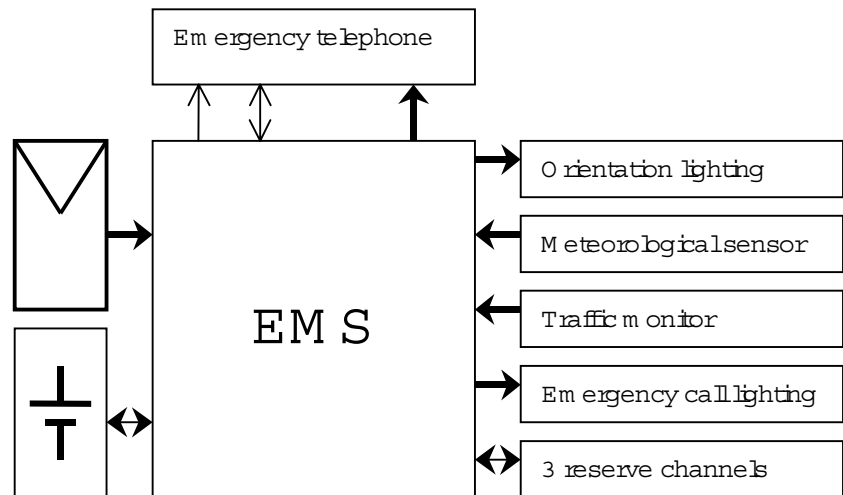 Emergency telephone
Orientation lighting
Meteorological sensor
EMS
Traffic monitor
Emergency call lighting
3 reserve channels